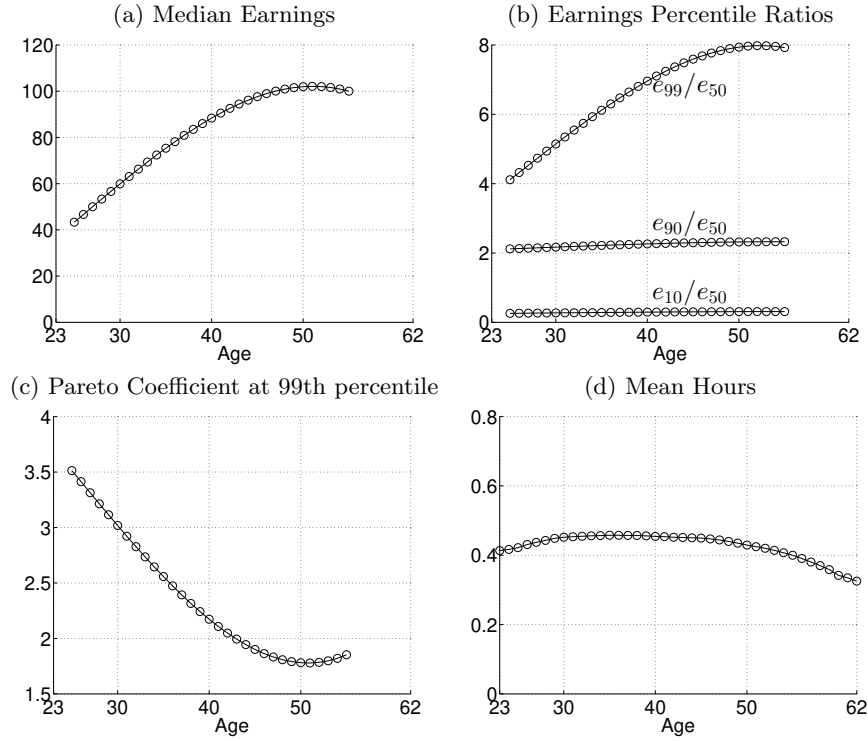 (a) Median Earnings
120
100
80
60
40
20
0
23 30 40 50 62
Age
(b) Earnings Percentile Ratios
8
6
4
2
0
e99/e50
e90/e50
e10/e50
23 30 40 50 62
Age
(c) Pareto Coefficient at 99th percentile
4
3.5
3
2.5
2
1.5
23 30 40 50 62
Age
(d) Mean Hours
0.8
0.6
0.4
0.2
0
23 30 40 50 62
Age